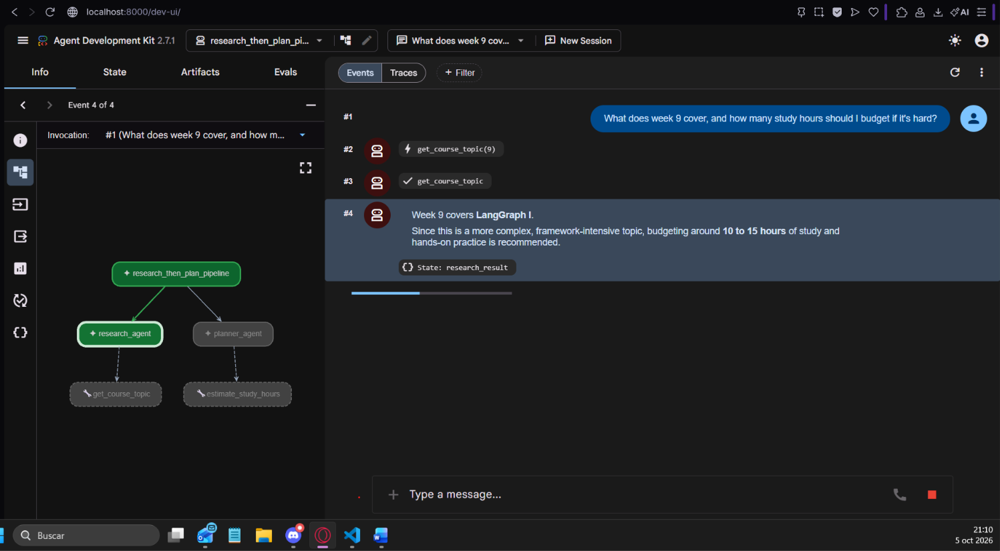 localhost:8000/dev-ui/
AI
Agent Development Kit 2.7.1
research_then_plan_pi...
What does week 9 cov...
New Session
Info
State
Artifacts
Evals
Events
Traces
+ Filter
Event 4 of 4
Invocation:
#1 (What does week 9 cover, and how m...
research_then_plan_pipeline
research_agent
planner_agent
get_course_topic
estimate_study_hours
#1
What does week 9 cover, and how many study hours should I budget if it's hard?
#2
get_course_topic(9)
#3
get_course_topic
#4
Week 9 covers LangGraph I.
Since this is a more complex, framework-intensive topic, budgeting around 10 to 15 hours of study and
hands-on practice is recommended.
State: research_result
Type a message...
Buscar
21:10
5 oct 2026